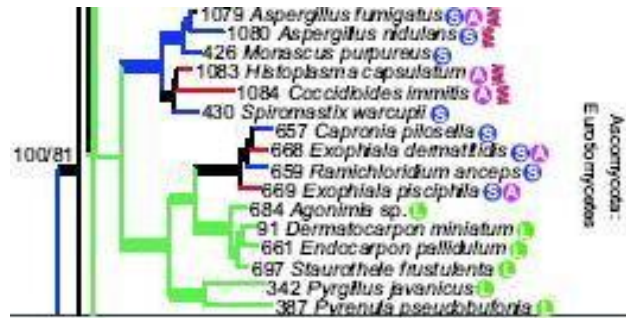 1079 Aspergillus fumigatus S A
1080 Aspergillus nidulans S
426 Monascus purpureus S
1083 Histoplasma capsulatum A
1084 Coccidioides immitis A
430 Spiromastix warcupii S
657 Capronia pilosella S
100/81
668 Exophiala dermatitidis S A
659 Ramichloridium anceps S
669 Exophiala pisciphila S A
684 Agonimia sp. L
91 Dermatocarpon miniatum L
661 Endocarpon pallidulum L
697 Staurothele frustulenta L
342 Pyrgillus javanicus L
387 Pyrenula pseudobufonia L
Ascomycota:
Eurotiomycetes